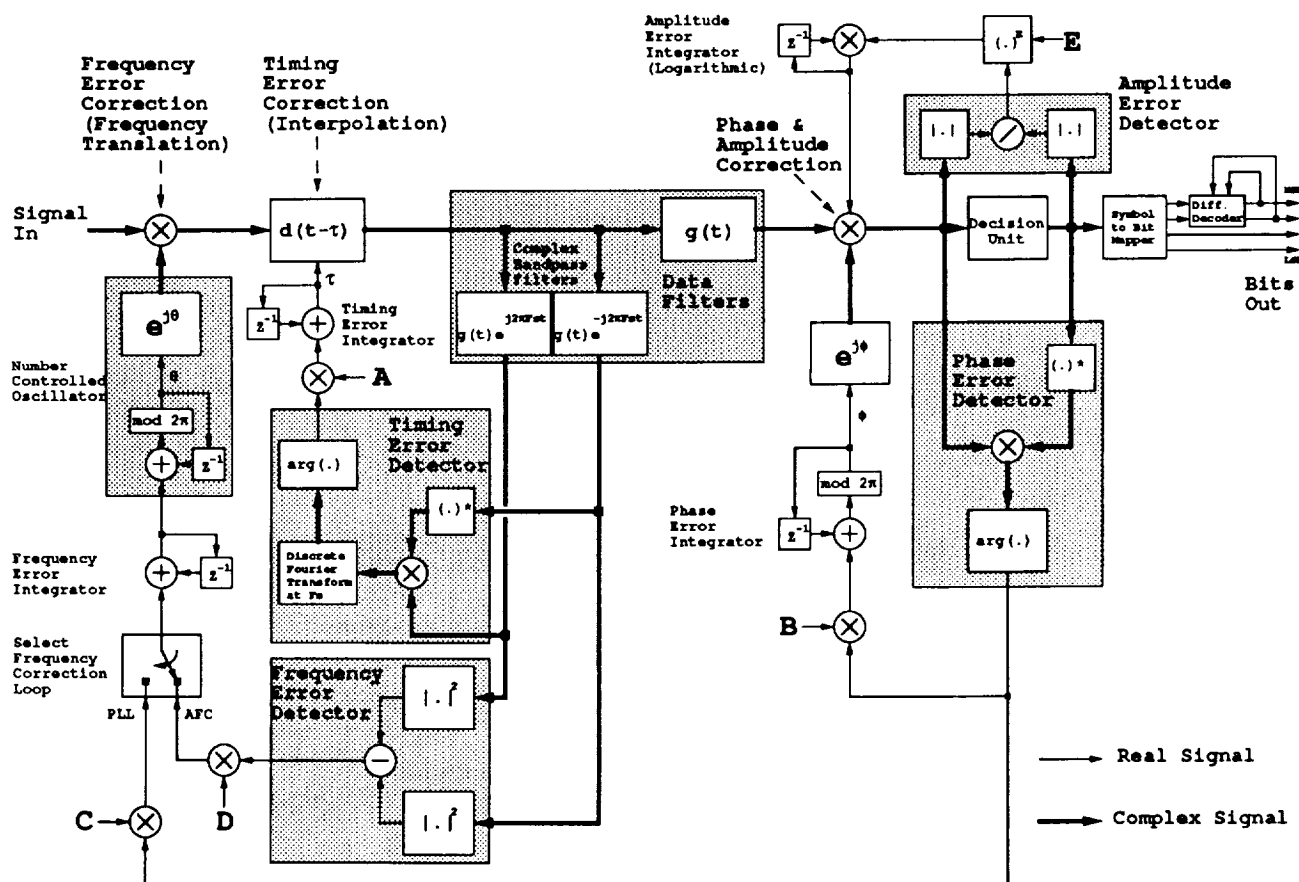 Frequency
Error
Correction
(Frequency
Translation)
Timing
Error
Correction
(Interpolation)
Amplitude
Error
Integrator
(Logarithmic)
z⁻¹
(.)ᴱ
E
Amplitude
Error
Detector
|.|
|.|
Phase &
Amplitude
Correction
Signal
In
d(t-τ)
g(t)
Data
Filters
Complex
Bandpass
Filters
g(t)e^j2πFst
g(t)e^-j2πFst
Decision
Unit
Symbol
to Bit
Mapper
Diff.
Decoder
Bits
Out
e^jθ
θ
Number
Controlled
Oscillator
mod 2π
z⁻¹
τ
z⁻¹
Timing
Error
Integrator
A
Timing
Error
Detector
arg(.)
(.)*
Discrete
Fourier
Transform
at Fs
e^jϕ
ϕ
mod 2π
z⁻¹
Phase
Error
Integrator
B
Phase
Error
Detector
(.)*
arg(.)
Frequency
Error
Integrator
z⁻¹
Select
Frequency
Correction
Loop
PLL
AFC
Frequency
Error
Detector
|.|²
|.|²
C
D
Real Signal
Complex Signal